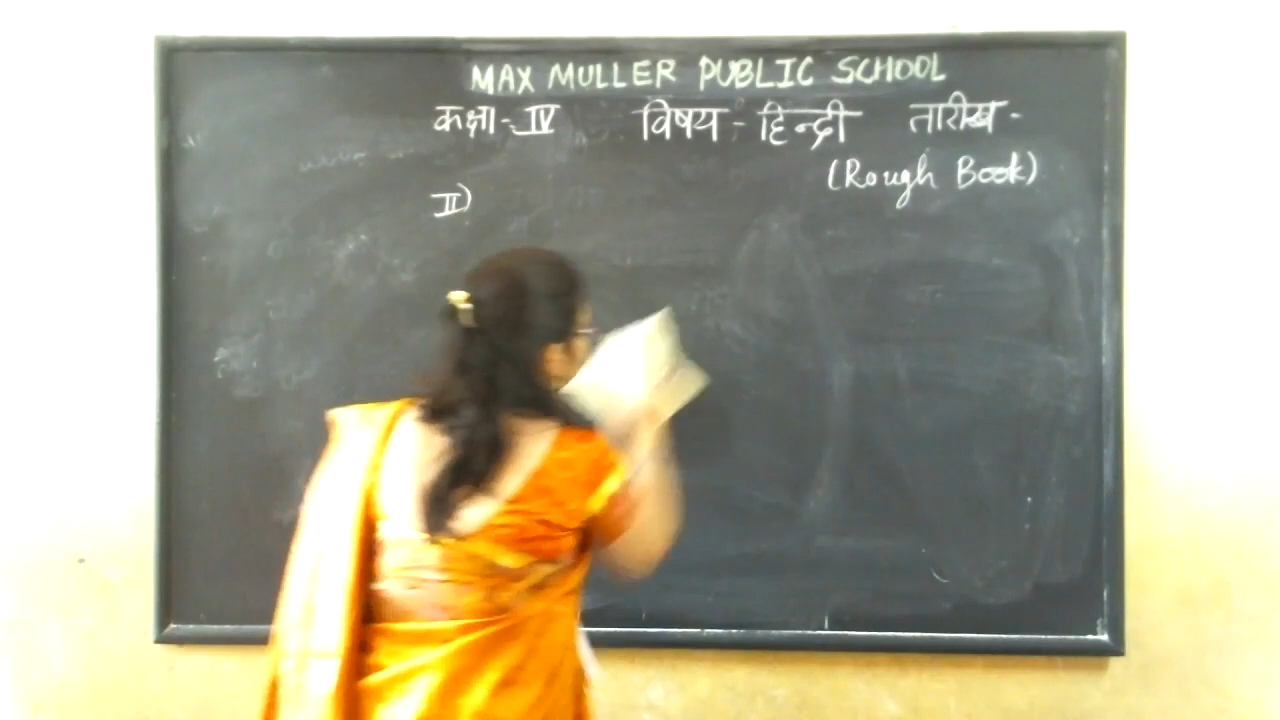 MAX MULLER PUBLIC SCHOOL
कक्षा - IV विषय - हिन्दी तारीख -
(Rough Book)
II)